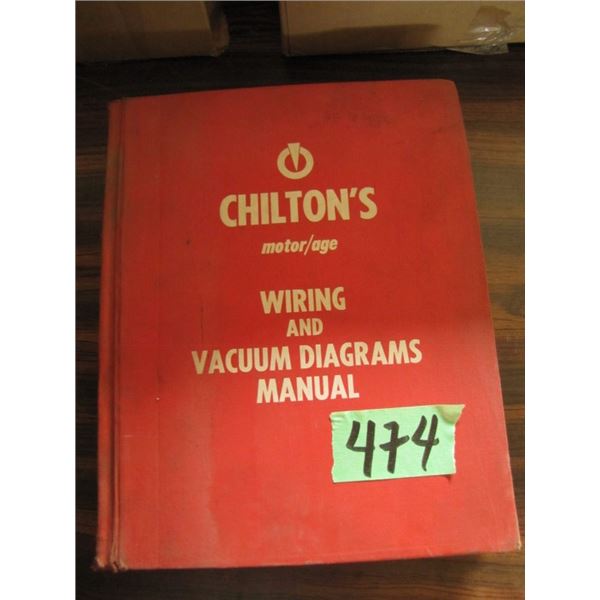 CHILTON'S
motor/age
WIRING
AND
VACUUM DIAGRAMS
MANUAL
474